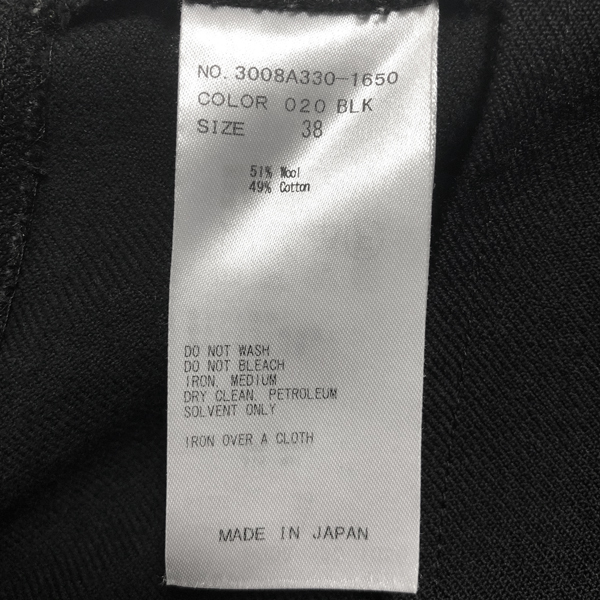 NO. 3008A330-1650
COLOR 020 BLK
SIZE 38
51% Wool
49% Cotton
DO NOT WASH
DO NOT BLEACH
IRON, MEDIUM
DRY CLEAN, PETROLEUM
SOLVENT ONLY
IRON OVER A CLOTH
MADE IN JAPAN